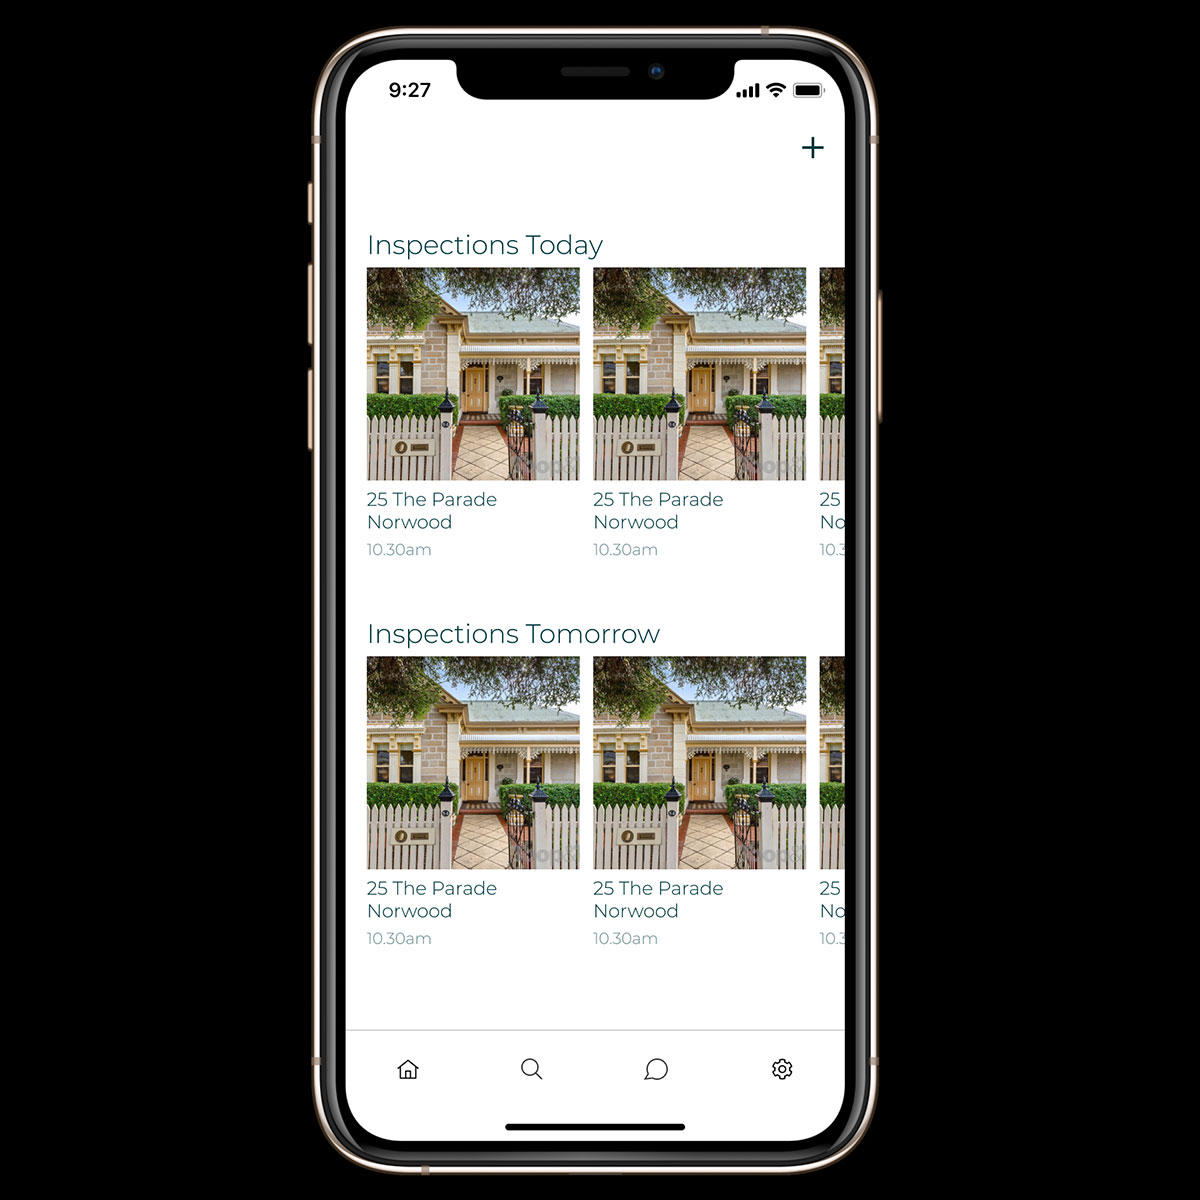 9:27
Inspections Today
25 The Parade
Norwood
10.30am
25 The Parade
Norwood
10.30am
25
No
10.3
Inspections Tomorrow
25 The Parade
Norwood
10.30am
25 The Parade
Norwood
10.30am
25
No
10.3